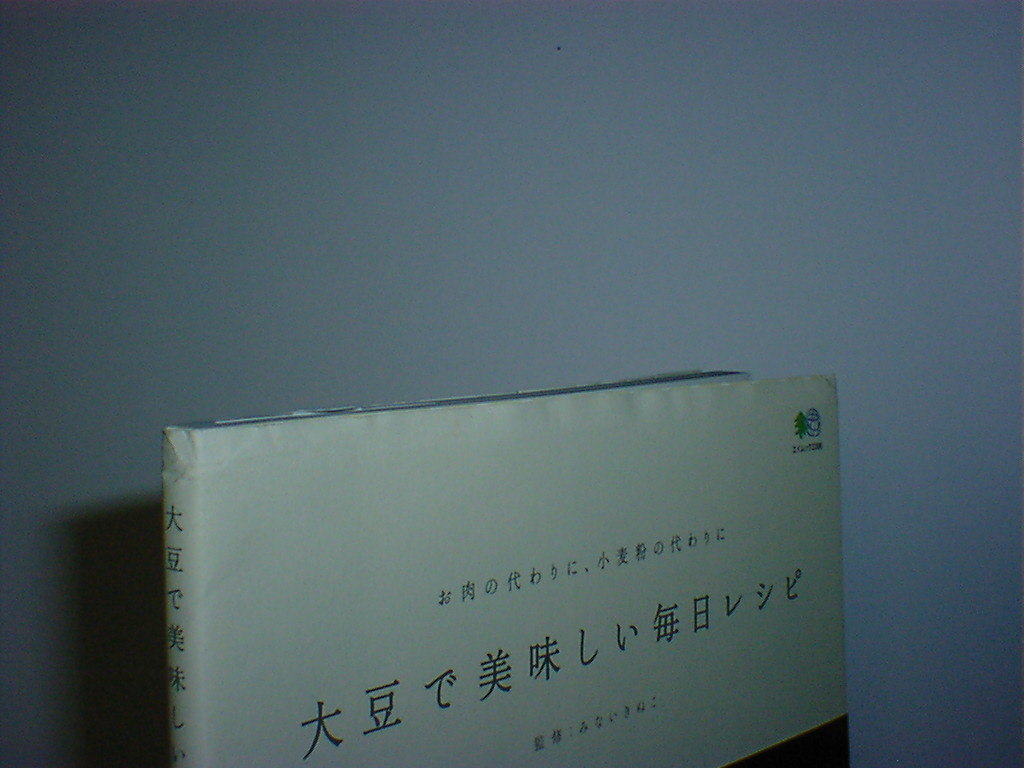 お肉の代わりに、小麦粉の代わりに
大豆で美味しい毎日レシピ
監修：みないきぬこ
大豆で美味しい